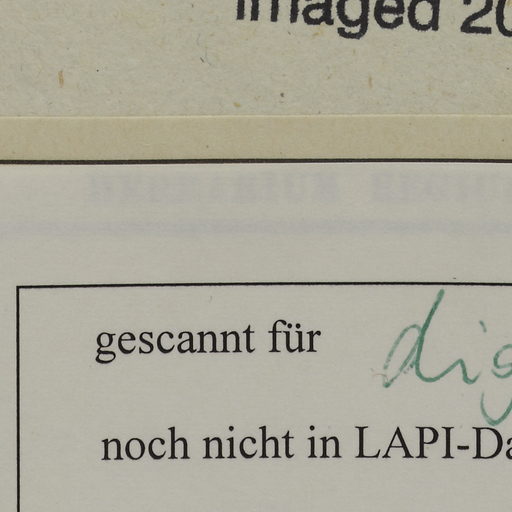 imaged 20
gescannt für dig
noch nicht in LAPI-Da